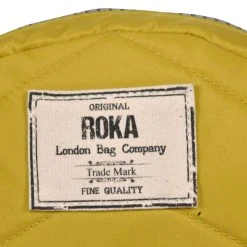 ORIGINAL
ROKA
London Bag Company
Trade Mark
FINE QUALITY